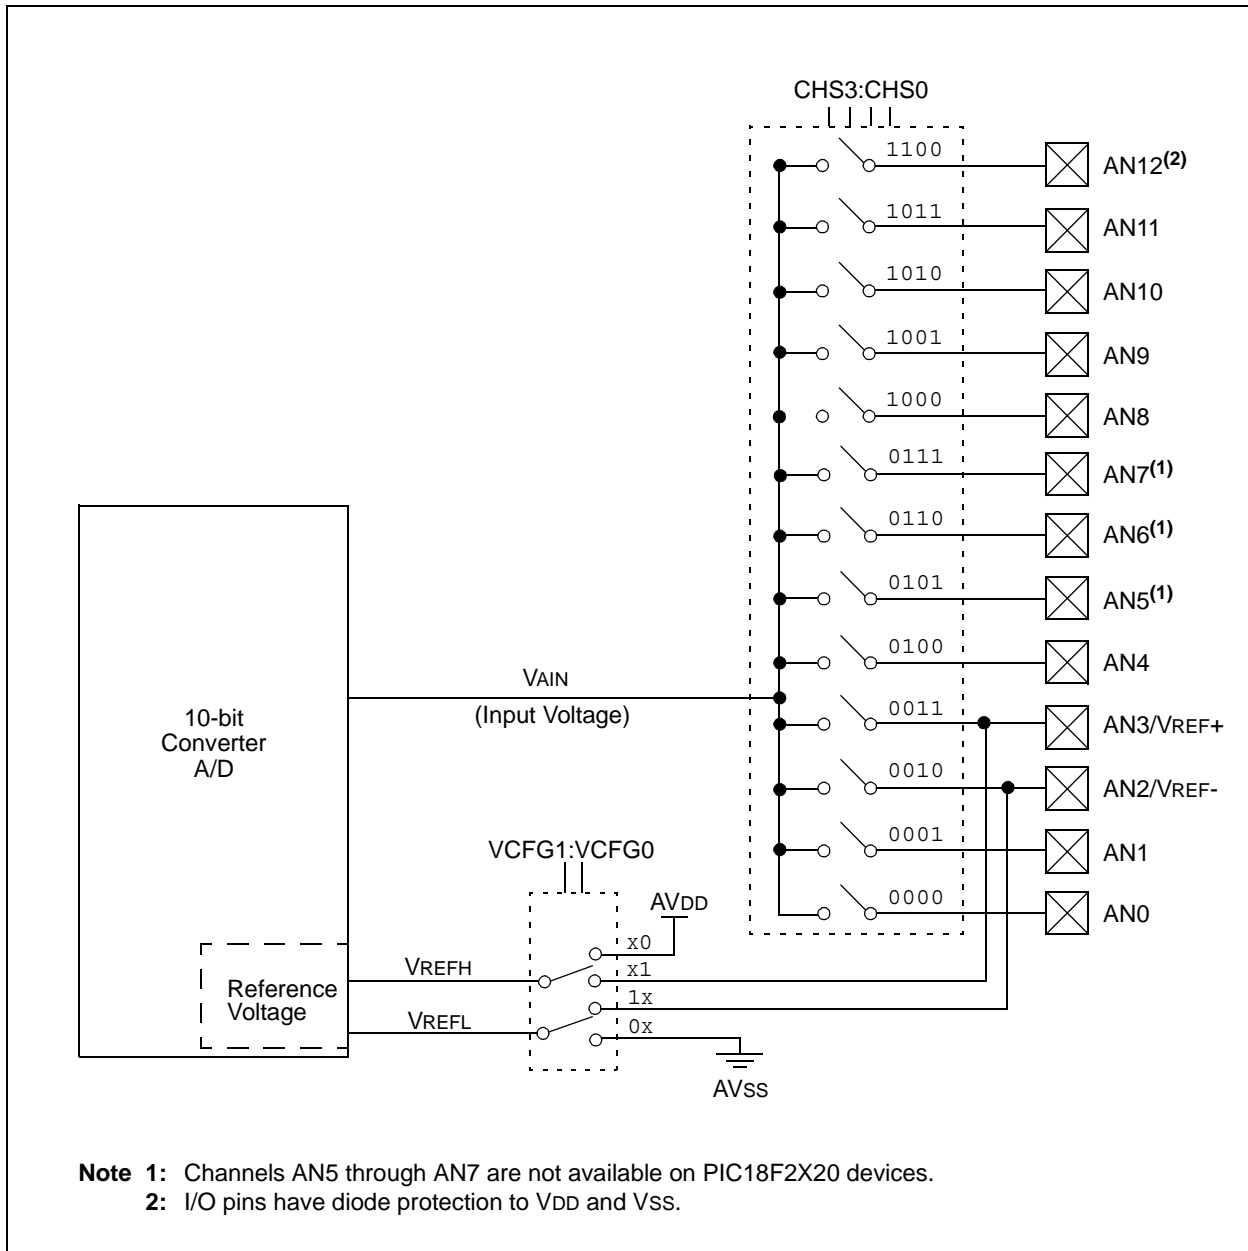 CHS3:CHS0
1100
AN12(2)
1011
AN11
1010
AN10
1001
AN9
1000
AN8
0111
AN7(1)
0110
AN6(1)
0101
AN5(1)
0100
AN4
VAIN
(Input Voltage)
0011
AN3/VREF+
10-bit
Converter
A/D
0010
AN2/VREF-
0001
AN1
VCFG1:VCFG0
0000
AN0
AVDD
x0
VREFH
x1
Reference
Voltage
1x
VREFL
0x
AVSS
Note 1: Channels AN5 through AN7 are not available on PIC18F2X20 devices.
2: I/O pins have diode protection to VDD and VSS.